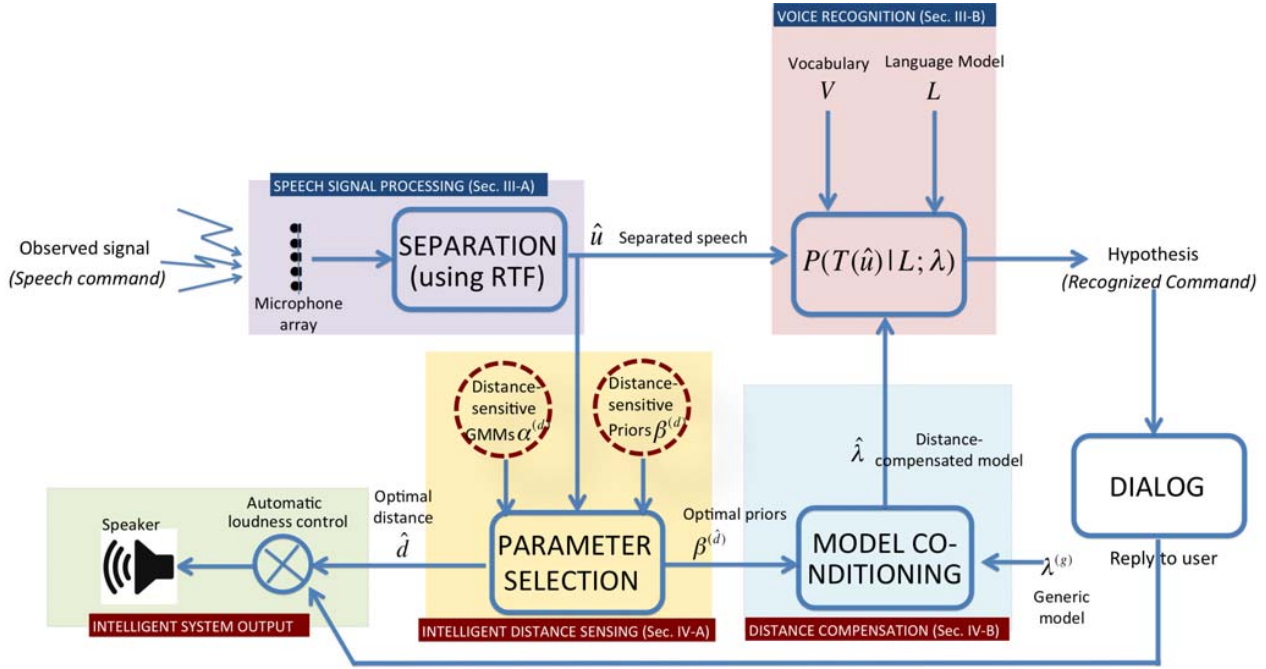 VOICE RECOGNITION (Sec. III-B)
Vocabulary
V
Language Model
L
SPEECH SIGNAL PROCESSING (Sec. III-A)
Observed signal
(Speech command)
Microphone
array
SEPARATION
(using RTF)
û Separated speech
P(T(û)|L; λ)
Hypothesis
(Recognized Command)
Distance-
sensitive
GMMs α^(d)
Distance-
sensitive
Priors β^(d)
λ̂
Distance-
compensated model
DIALOG
Reply to user
Speaker
Automatic
loudness control
Optimal
distance
d̂
PARAMETER
SELECTION
Optimal priors
β^(d̂)
MODEL CO-
NDITIONING
λ^(g)
Generic
model
INTELLIGENT SYSTEM OUTPUT
INTELLIGENT DISTANCE SENSING (Sec. IV-A)
DISTANCE COMPENSATION (Sec. IV-B)